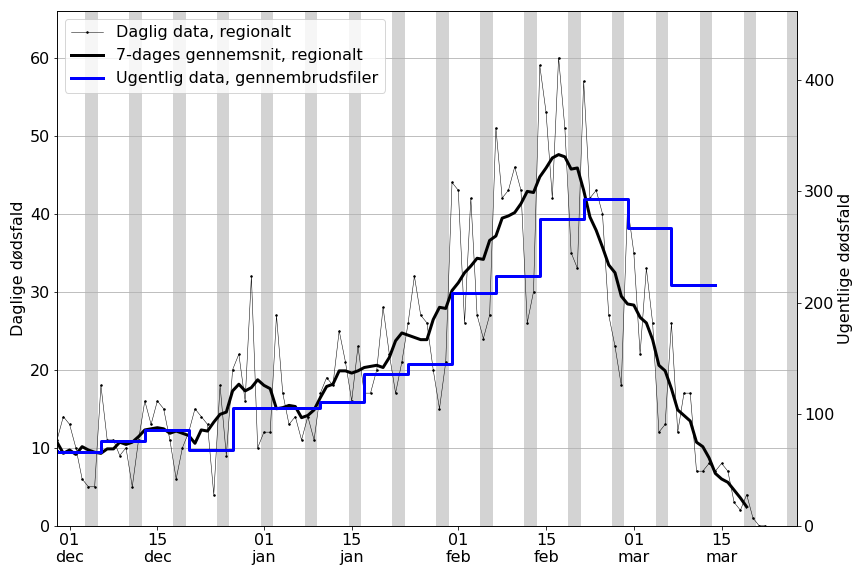 Daglig data, regionalt
7-dages gennemsnit, regionalt
Ugentlig data, gennembrudsfiler
Daglige dødsfald
60
50
40
30
20
10
0
400
300
200
100
0
Ugentlige dødsfald
01 15 01 15 01 15 01 15
dec dec jan jan feb feb mar mar